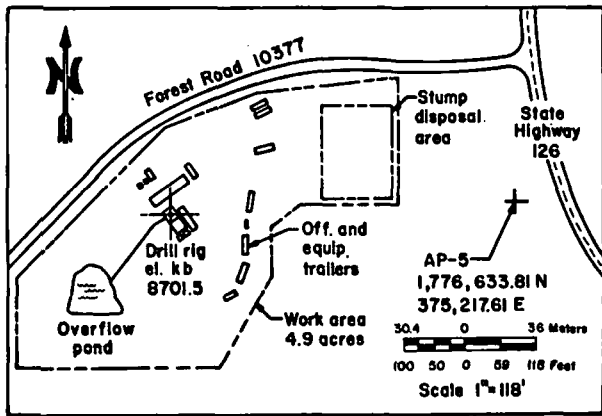 N
Forest Road 10377
Stump
disposal
area
State
Highway
126
Drill rig
el. kb
8701.5
Off. and
equip.
trailers
AP-5
1,776,633.81 N
375,217.61 E
Overflow
pond
Work area
4.9 acres
30.4 0 36 Meters
100 50 0 59 118 Feet
Scale 1"=118'